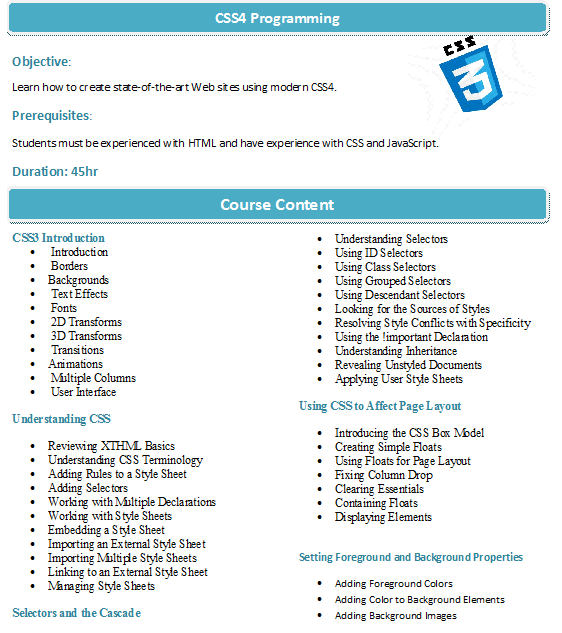 CSS4 Programming
CSS
3
Objective:
Learn how to create state-of-the-art Web sites using modern CSS4.
Prerequisites:
Students must be experienced with HTML and have experience with CSS and JavaScript.
Duration: 45hr
Course Content
CSS3 Introduction
• Introduction
• Borders
• Backgrounds
• Text Effects
• Fonts
• 2D Transforms
• 3D Transforms
• Transitions
• Animations
• Multiple Columns
• User Interface
Understanding CSS
• Reviewing XTHML Basics
• Understanding CSS Terminology
• Adding Rules to a Style Sheet
• Adding Selectors
• Working with Multiple Declarations
• Working with Style Sheets
• Embedding a Style Sheet
• Importing an External Style Sheet
• Importing Multiple Style Sheets
• Linking to an External Style Sheet
• Managing Style Sheets
Selectors and the Cascade
• Understanding Selectors
• Using ID Selectors
• Using Class Selectors
• Using Grouped Selectors
• Using Descendant Selectors
• Looking for the Sources of Styles
• Resolving Style Conflicts with Specificity
• Using the !important Declaration
• Understanding Inheritance
• Revealing Unstyled Documents
• Applying User Style Sheets
Using CSS to Affect Page Layout
• Introducing the CSS Box Model
• Creating Simple Floats
• Using Floats for Page Layout
• Fixing Column Drop
• Clearing Essentials
• Containing Floats
• Displaying Elements
Setting Foreground and Background Properties
• Adding Foreground Colors
• Adding Color to Background Elements
• Adding Background Images